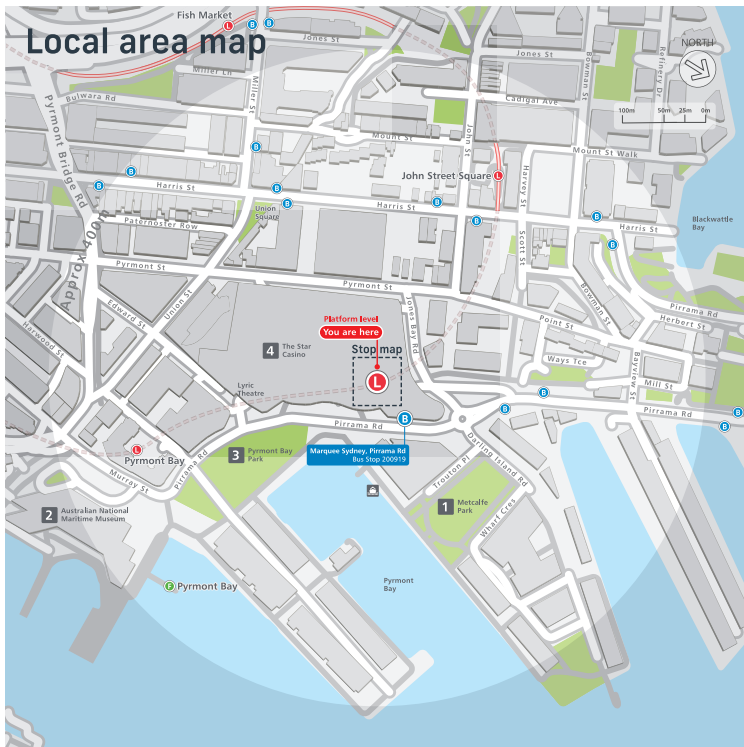 Local area map
Fish Market
L
B
B
Jones St
Jones St
NORTH
Miller Ln
Miller St
Bowman St
Refinery Dr
Bulwara Rd
Cadigal Ave
100m 50m 25m 0m
Pyrmont Bridge Rd
Mount St
John St
Mount St Walk
B
B
B
John Street Square
L
Harvey St
Harris St
B
B
Harris St
B
B
B
Harris St
Union
Square
Blackwattle
Bay
Paternoster Row
Scott St
B
Approx 400m
Pyrmont St
Pyrmont St
Bowman St
Pirrama Rd
Herbert St
Union St
Edward St
Jones Bay Rd
Point St
Platform level
You are here
Harwood St
4
The Star
Casino
Stop map
L
Ways Tce
Bayview St
Mill St
Lyric
Theatre
B
B
Pirrama Rd
B
B
B
Pirrama Rd
Marquee Sydney, Pirrama Rd
Bus Stop 200919
L
Pyrmont Bay
3
Pyrmont Bay
Park
Pirrama Rd
Murray St
Darling Island Rd
Trouton Pl
1
Metcalfe
Park
Wharf Cres
2
Australian National
Maritime Museum
F
Pyrmont Bay
Pyrmont
Bay